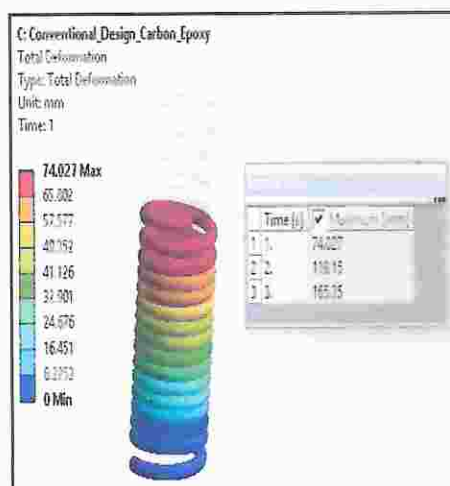 C: Conventional_Design_Carbon_Epoxy
Total Deformation
Type: Total Deformation
Unit: mm
Time: 1
74.027 Max
65.802
57.577
49.352
41.126
32.901
24.676
16.451
8.2252
0 Min
Time [s] Maximum [mm]
1 1. 74.027
2 2.
3 3.